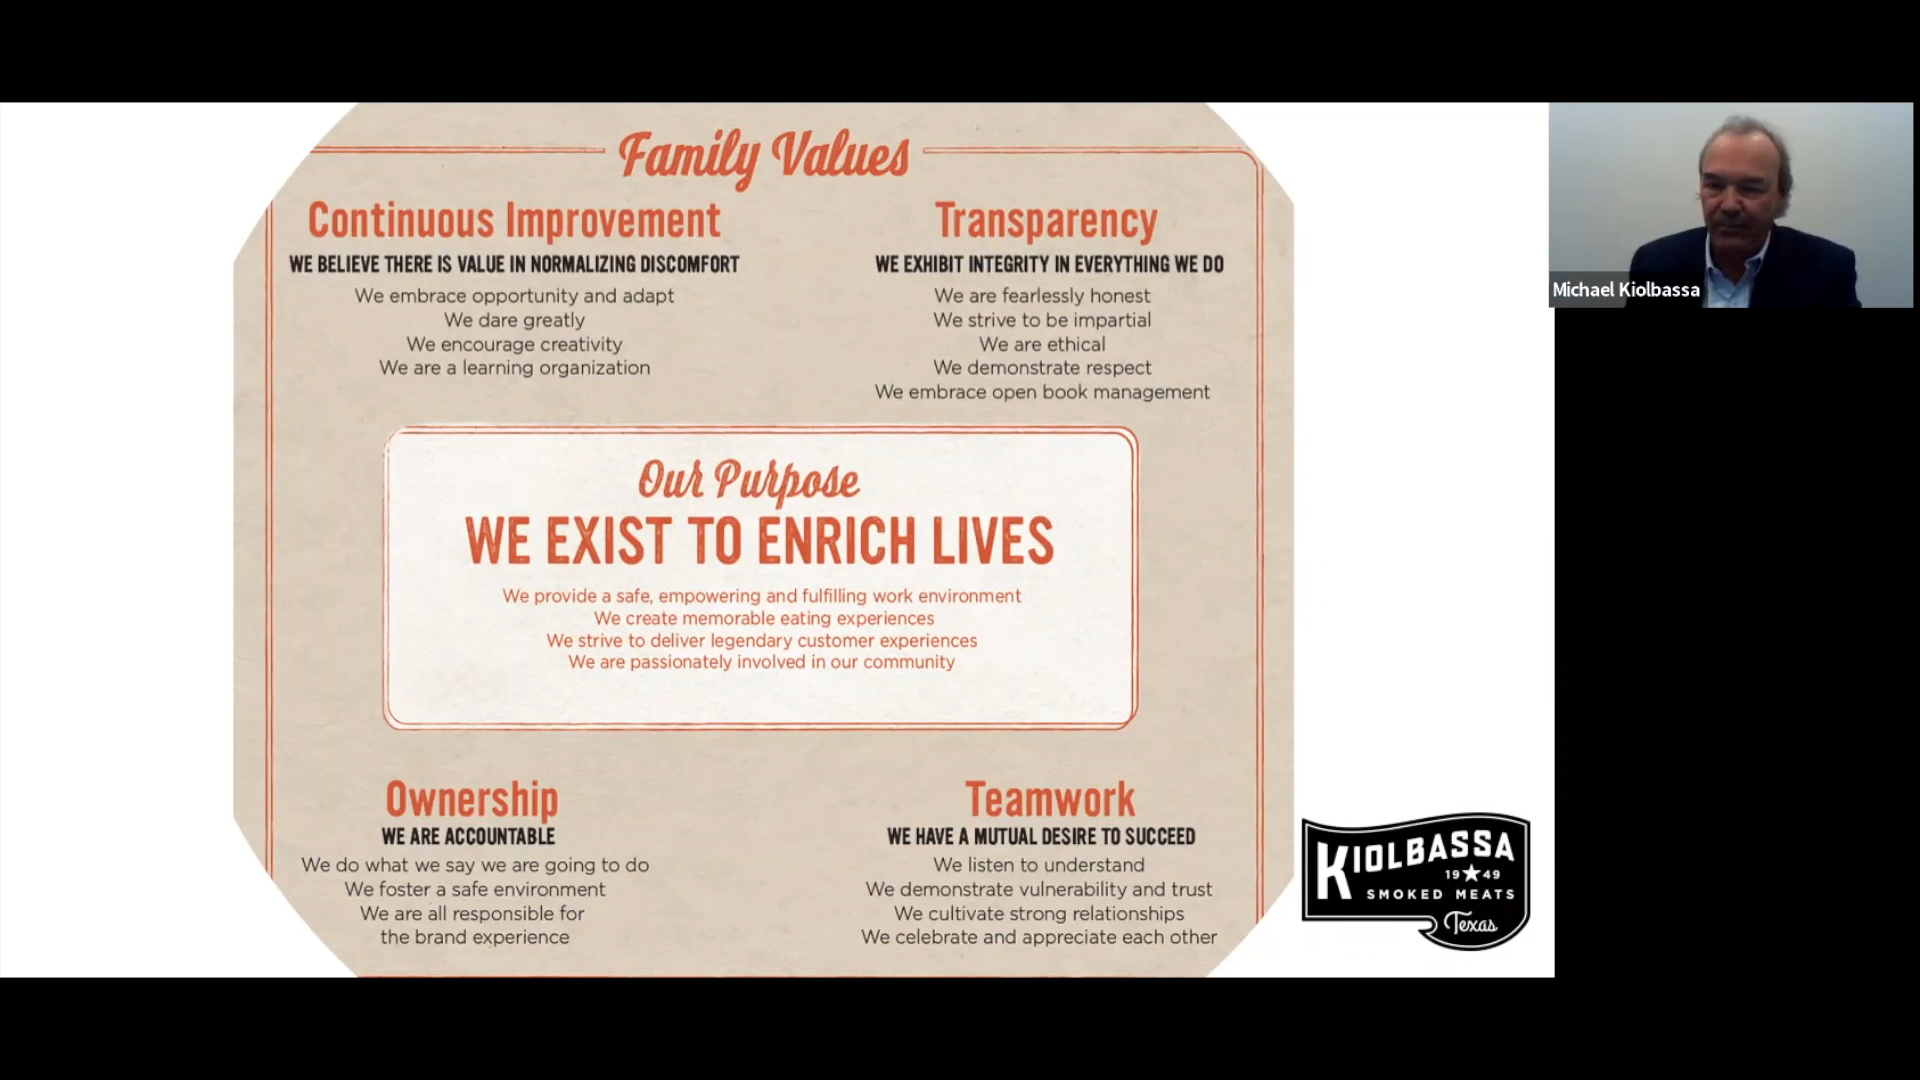 Family Values
Continuous Improvement
WE BELIEVE THERE IS VALUE IN NORMALIZING DISCOMFORT
We embrace opportunity and adapt
We dare greatly
We encourage creativity
We are a learning organization
Transparency
WE EXHIBIT INTEGRITY IN EVERYTHING WE DO
We are fearlessly honest
We strive to be impartial
We are ethical
We demonstrate respect
We embrace open book management
Our Purpose
WE EXIST TO ENRICH LIVES
We provide a safe, empowering and fulfilling work environment
We create memorable eating experiences
We strive to deliver legendary customer experiences
We are passionately involved in our community
Ownership
WE ARE ACCOUNTABLE
We do what we say we are going to do
We foster a safe environment
We are all responsible for
the brand experience
Teamwork
WE HAVE A MUTUAL DESIRE TO SUCCEED
We listen to understand
We demonstrate vulnerability and trust
We cultivate strong relationships
We celebrate and appreciate each other
KIOLBASSA
19★49
SMOKED MEATS
Texas
Michael Kiolbassa